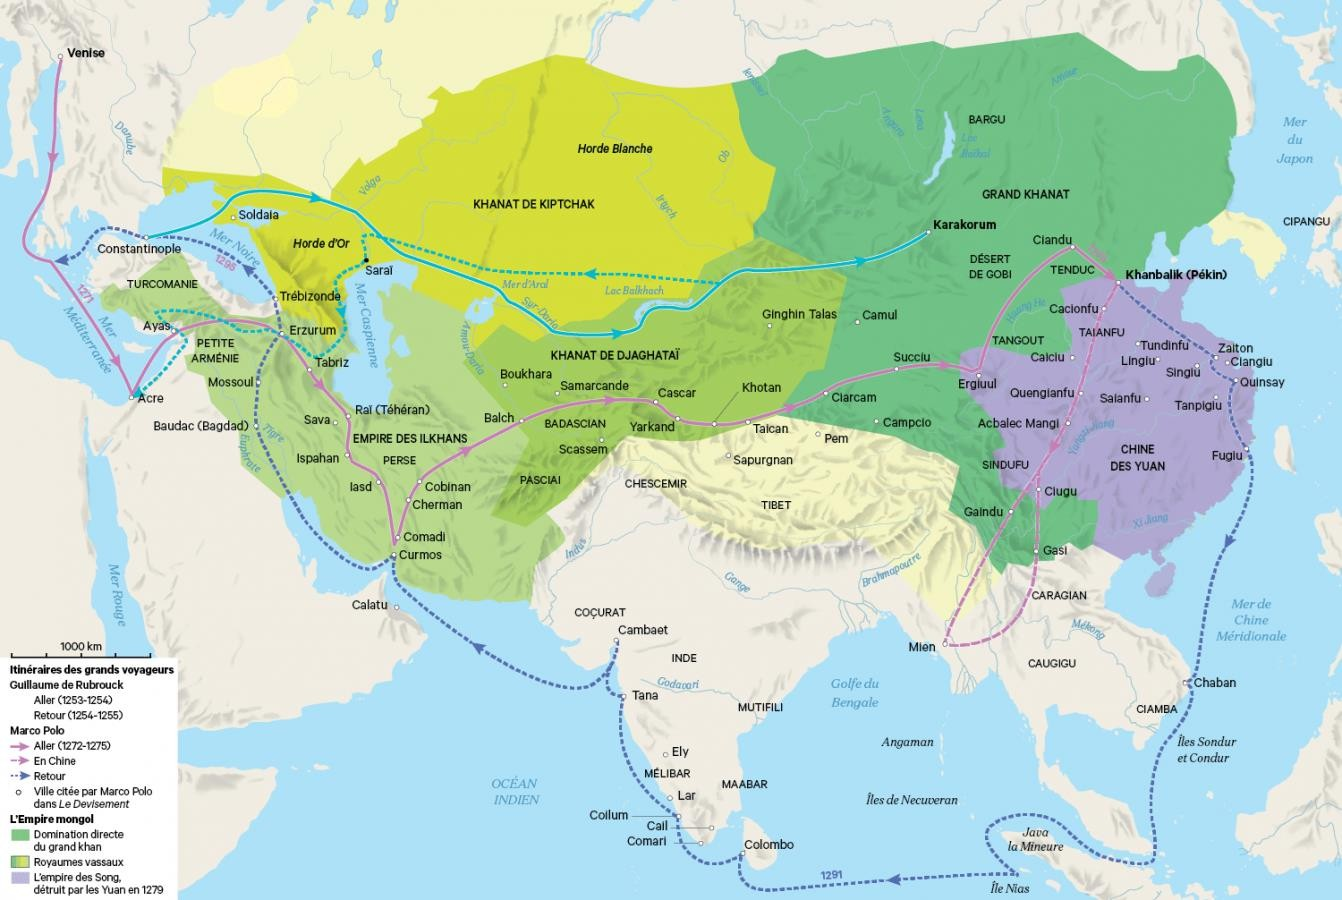 Venise
Danube
Volga
Horde Blanche
KHANAT DE KIPTCHAK
Ob
Irtych
Ienisseï
Angara
Lena
Amour
BARGU
Lac
Baïkal
GRAND KHANAT
Mer
du
Japon
CIPANGU
Soldaia
Constantinople
Mer Noire
1295
Horde d'Or
Saraï
Karakorum
Ciandu
DÉSERT
DE GOBI
TENDUC
Khanbalik (Pékin)
TURCOMANIE
Trébizonde
Mer d'Aral
Lac Balkhach
Syr-Daria
Amou-Daria
Mer Caspienne
1271
Mer
Méditerranée
Ayas
Erzurum
PETITE
ARMÉNIE
Tabriz
Mossoul
Acre
Ginghin Talas
Camul
Huang He
Cacionfu
TAIANFU
TANGOUT
Caiciu
Tundinfu
Lingiu
Singiu
Zaiton
Ciangiu
Quinsay
KHANAT DE DJAGHATAÏ
Boukhara
Samarcande
Cascar
Khotan
Succiu
Ergiuul
Quengianfu
Saianfu
Tanpigiu
Ciarcam
Raï (Téhéran)
Sava
Balch
BADASCIAN
Yarkand
Taican
Pem
Campcio
Acbalec Mangi
Yangzi Jiang
Baudac (Bagdad)
Tigre
Euphrate
EMPIRE DES ILKHANS
PERSE
Ispahan
Scassem
Sapurgnan
SINDUFU
CHINE
DES YUAN
Fugiu
Iasd
Cobinan
Cherman
PASCIAI
CHESCEMIR
TIBET
Ciugu
Gaindu
Xi Jiang
Comadi
Curmos
Indus
Gange
Brahmapoutre
Gasi
Mer Rouge
Calatu
COÇURAT
Cambaet
CARAGIAN
Mékong
Mer de
Chine
Méridionale
Mien
INDE
CAUGIGU
Godavari
Tana
Golfe du
Bengale
Chaban
MUTIFILI
CIAMBA
Angaman
Îles Sondur
et Condur
Ely
MÉLIBAR
MAABAR
OCÉAN
INDIEN
Lar
Îles de Necuveran
Coilum
Cail
Comari
Colombo
Java
la Mineure
1291
Île Nias
1000 km
Itinéraires des grands voyageurs
Guillaume de Rubrouck
Aller (1253-1254)
Retour (1254-1255)
Marco Polo
Aller (1272-1275)
En Chine
Retour
Ville citée par Marco Polo
dans Le Devisement
L'Empire mongol
Domination directe
du grand khan
Royaumes vassaux
L'empire des Song,
détruit par les Yuan en 1279